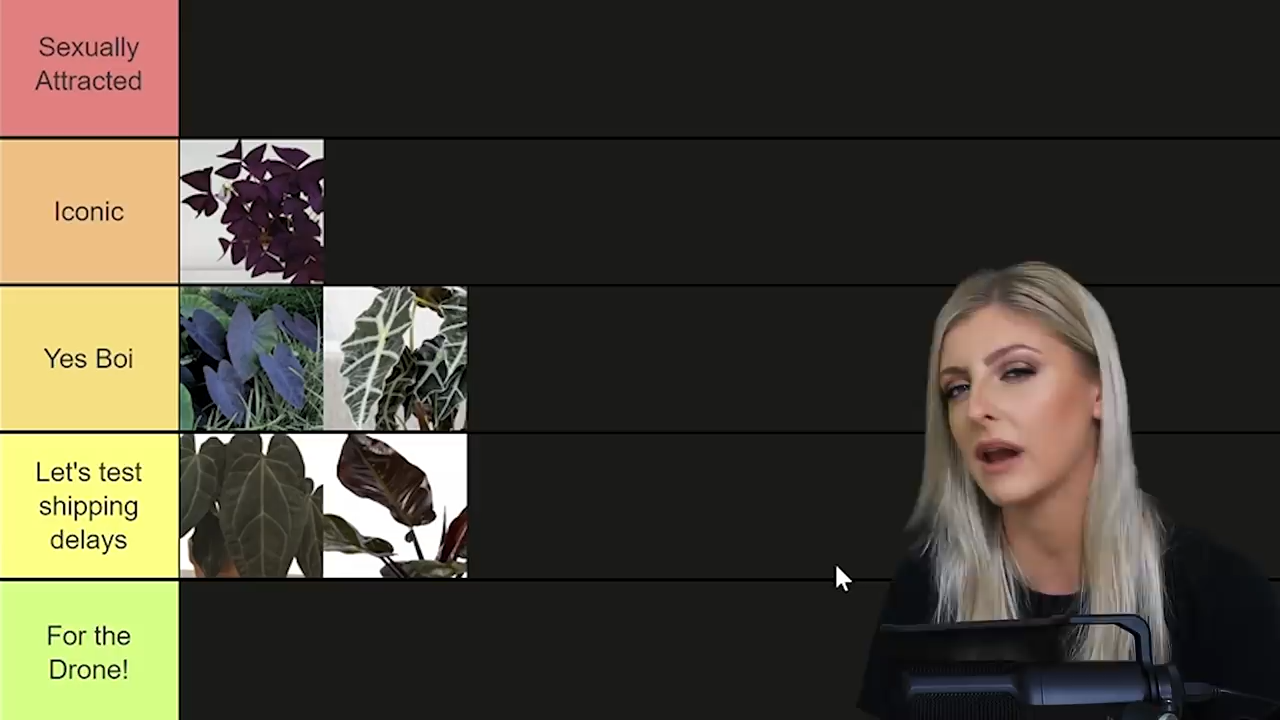 Sexually
Attracted
Iconic
Yes Boi
Let's test
shipping
delays
For the
Drone!